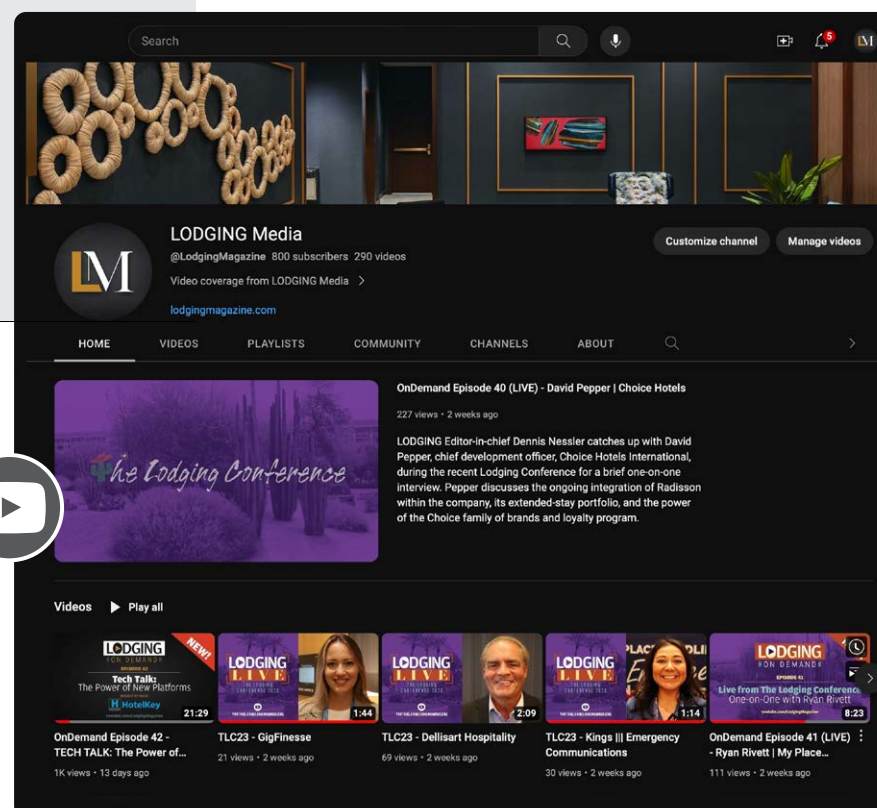 Search
5
LM
LM
LODGING Media
@LodgingMagazine 800 subscribers 290 videos
Video coverage from LODGING Media
lodgingmagazine.com
Customize channel
Manage videos
HOME
VIDEOS
PLAYLISTS
COMMUNITY
CHANNELS
ABOUT
The Lodging Conference
OnDemand Episode 40 (LIVE) - David Pepper | Choice Hotels
227 views • 2 weeks ago
LODGING Editor-in-chief Dennis Nessler catches up with David
Pepper, chief development officer, Choice Hotels International,
during the recent Lodging Conference for a brief one-on-one
interview. Pepper discusses the ongoing integration of Radisson
within the company, its extended-stay portfolio, and the power
of the Choice family of brands and loyalty program.
Videos
Play all
LODGING
ON DEMAND
EPISODE 42
Tech Talk:
The Power of New Platforms
HotelKey
NEW!
21:29
OnDemand Episode 42 -
TECH TALK: The Power of...
1K views • 13 days ago
LODGING
LIVE
1:44
TLC23 - GigFinesse
21 views • 2 weeks ago
LODGING
LIVE
2:09
TLC23 - Dellisart Hospitality
69 views • 2 weeks ago
LODGING
LIVE
1:14
TLC23 - Kings ||| Emergency
Communications
30 views • 2 weeks ago
LODGING
ON DEMAND
EPISODE 41
Live from The Lodging Conference
One-on-One with Ryan Rivett
8:23
OnDemand Episode 41 (LIVE)
- Ryan Rivett | My Place...
111 views • 2 weeks ago